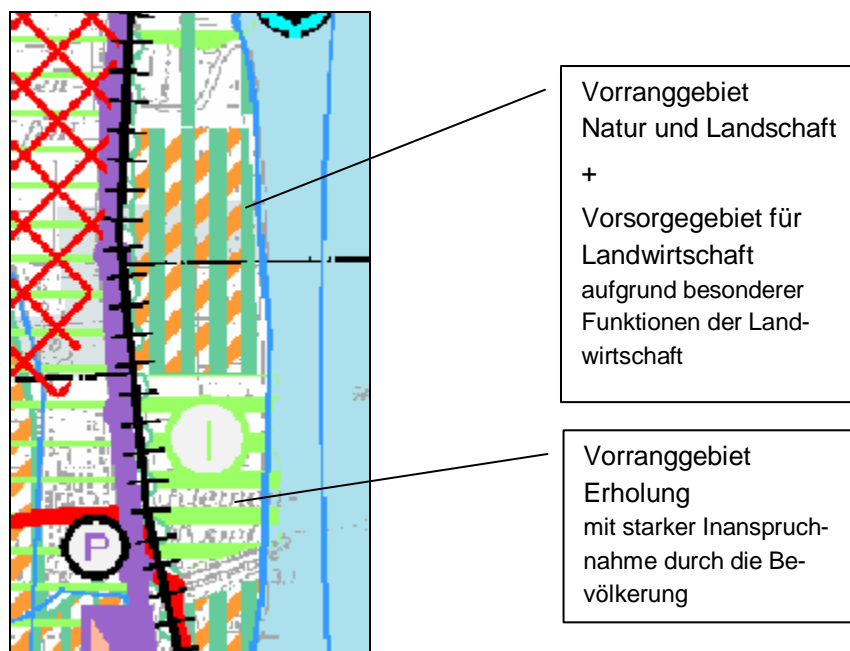 Vorranggebiet
Natur und Landschaft
+
Vorsorgegebiet für
Landwirtschaft
aufgrund besonderer
Funktionen der Land-
wirtschaft
P
Vorranggebiet
Erholung
mit starker Inanspruch-
nahme durch die Be-
völkerung